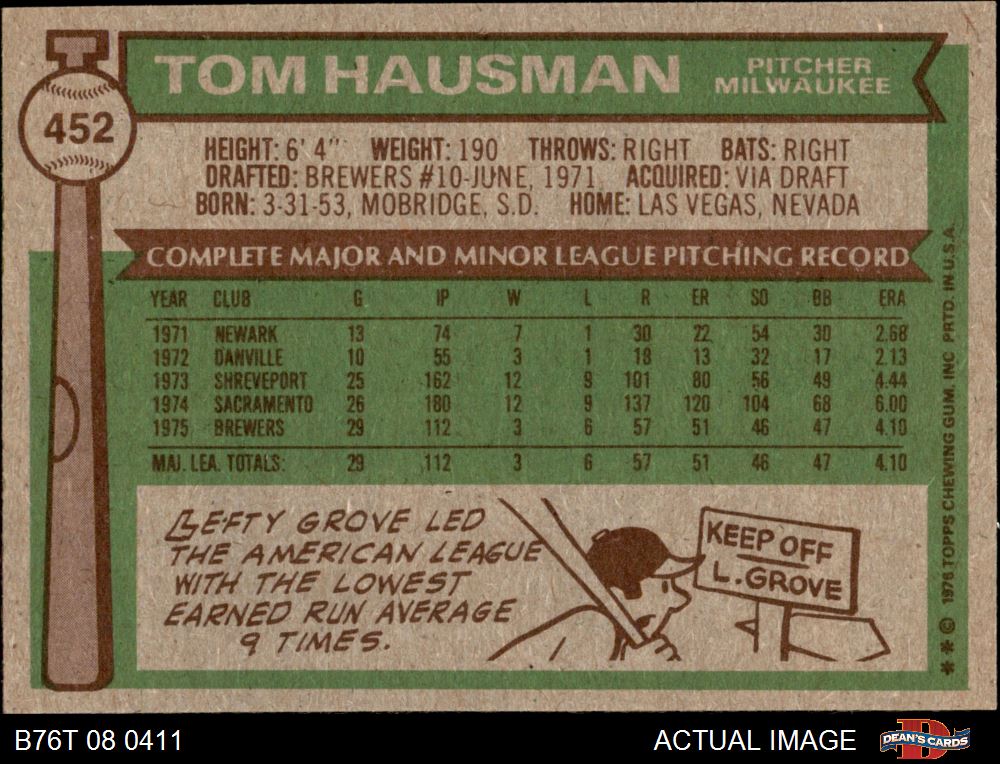 TOM HAUSMAN
PITCHER
MILWAUKEE
452
HEIGHT: 6' 4" WEIGHT: 190 THROWS: RIGHT BATS: RIGHT
DRAFTED: BREWERS #10-JUNE, 1971 ACQUIRED: VIA DRAFT
BORN: 3-31-53, MOBRIDGE, S.D. HOME: LAS VEGAS, NEVADA
COMPLETE MAJOR AND MINOR LEAGUE PITCHING RECORD
YEAR CLUB G IP W L R ER SO BB ERA
1971 NEWARK 13 74 7 1 30 22 54 30 2.68
1972 DANVILLE 10 55 3 1 18 13 32 17 2.13
1973 SHREVEPORT 25 162 12 9 101 80 56 49 4.44
1974 SACRAMENTO 26 180 12 9 137 120 104 68 6.00
1975 BREWERS 29 112 3 6 57 51 46 47 4.10
MAJ. LEA. TOTALS: 29 112 3 6 57 51 46 47 4.10
LEFTY GROVE LED
THE AMERICAN LEAGUE
WITH THE LOWEST
EARNED RUN AVERAGE
9 TIMES.
KEEP OFF
L. GROVE
** © 1976 TOPPS CHEWING GUM, INC PRTD. IN U.S.A.
B76T 08 0411
ACTUAL IMAGE
D
DEAN'S CARDS